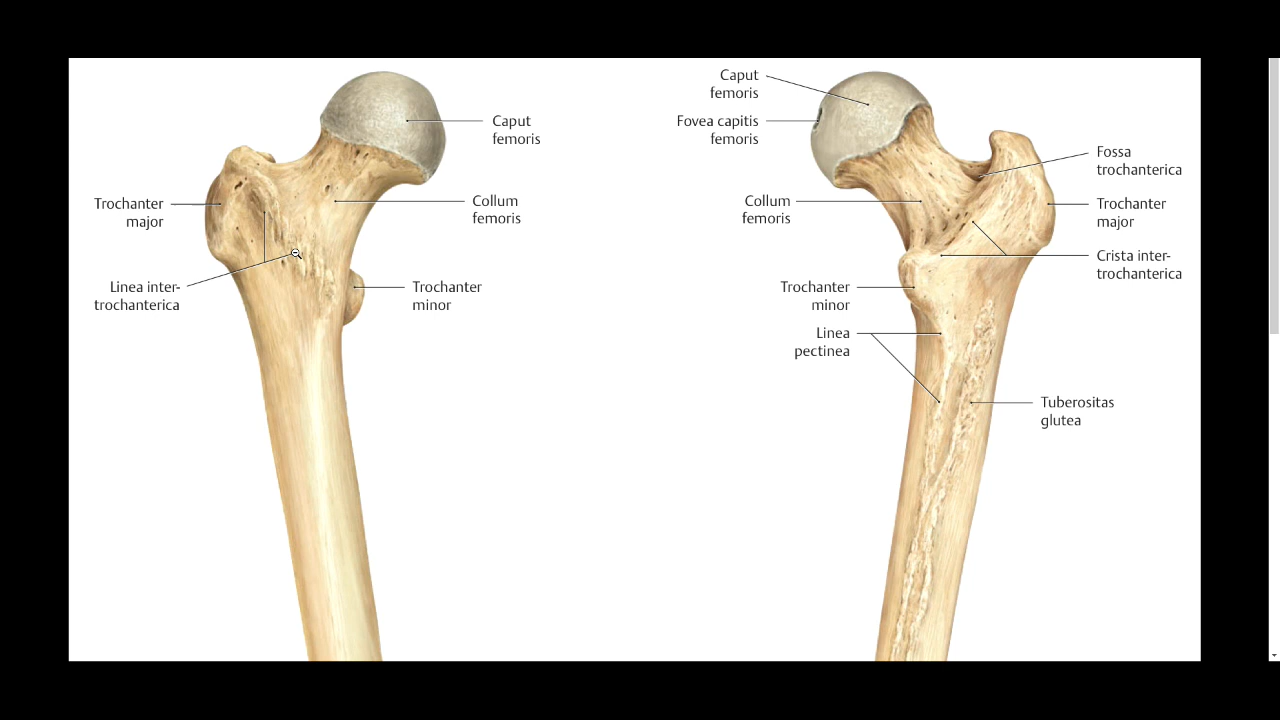 Caput
femoris
Trochanter
major
Collum
femoris
Linea inter-
trochanterica
Trochanter
minor
Caput
femoris
Fovea capitis
femoris
Fossa
trochanterica
Collum
femoris
Trochanter
major
Crista inter-
trochanterica
Trochanter
minor
Linea
pectinea
Tuberositas
glutea